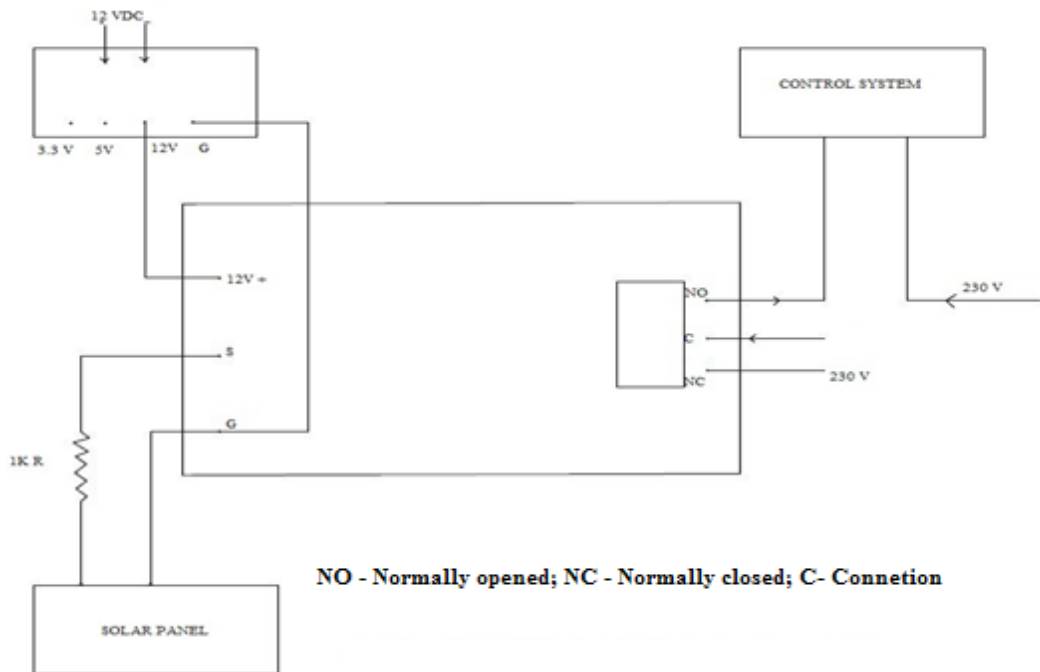 12 VDC
3.3 V 5V 12V G
CONTROL SYSTEM
12V +
S
G
NO
C
NC
230 V
230 V
1K R
NO - Normally opened; NC - Normally closed; C- Connetion
SOLAR PANEL